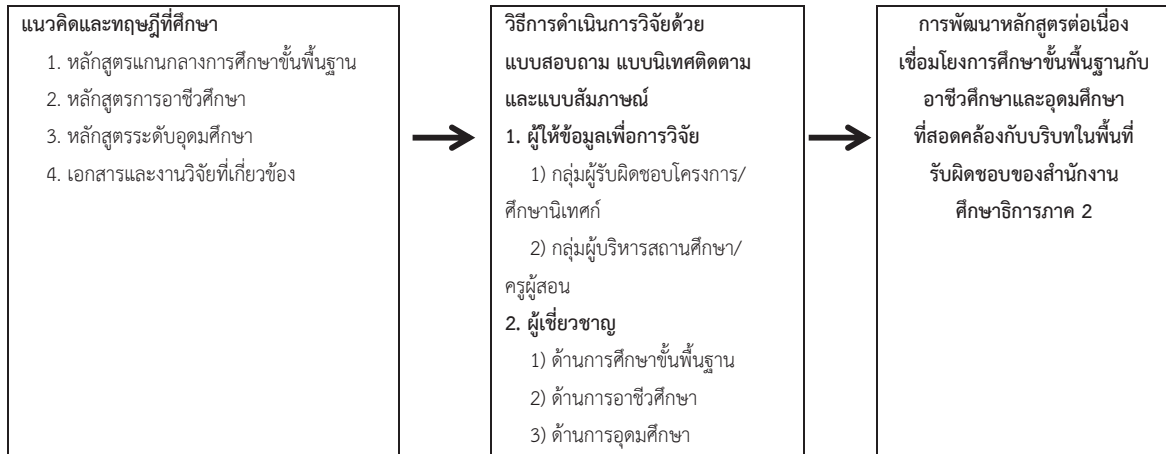 แนวคิดและทฤษฎีที่ศึกษา
1. หลักสูตรแกนกลางการศึกษาขั้นพื้นฐาน
2. หลักสูตรการอาชีวศึกษา
3. หลักสูตรระดับอุดมศึกษา
4. เอกสารและงานวิจัยที่เกี่ยวข้อง
วิธีการดำเนินการวิจัยด้วย
แบบสอบถาม แบบนิเทศติดตาม
และแบบสัมภาษณ์
1. ผู้ให้ข้อมูลเพื่อการวิจัย
1) กลุ่มผู้รับผิดชอบโครงการ/
ศึกษานิเทศก์
2) กลุ่มผู้บริหารสถานศึกษา/
ครูผู้สอน
2. ผู้เชี่ยวชาญ
1) ด้านการศึกษาขั้นพื้นฐาน
2) ด้านการอาชีวศึกษา
3) ด้านการอุดมศึกษา
การพัฒนาหลักสูตรต่อเนื่อง
เชื่อมโยงการศึกษาขั้นพื้นฐานกับ
อาชีวศึกษาและอุดมศึกษา
ที่สอดคล้องกับบริบทในพื้นที่
รับผิดชอบของสำนักงาน
ศึกษาธิการภาค 2